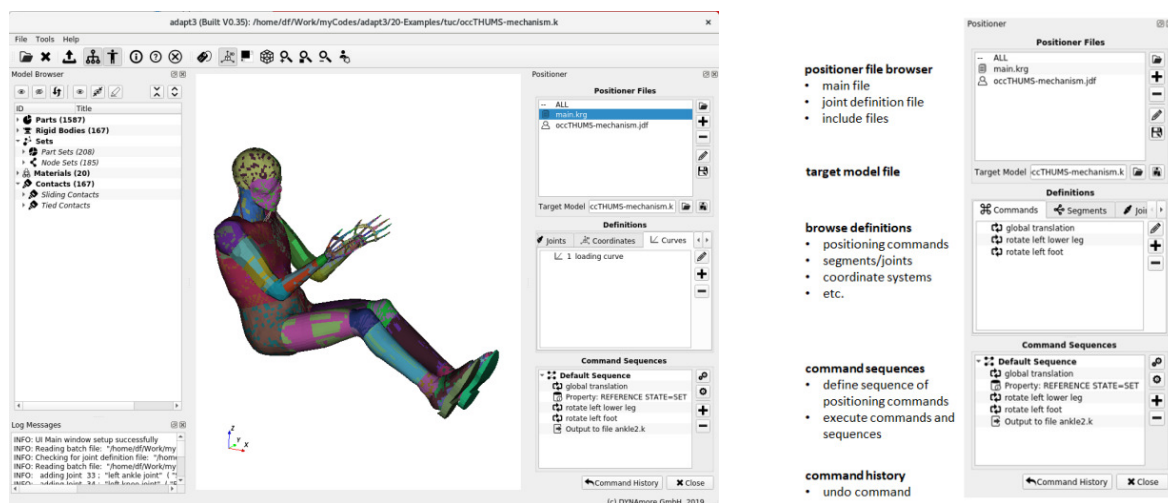 adapt3 (Built V0.35): /home/df/Work/myCodes/adapt3/20-Examples/tuc/occTHUMS-mechanism.k
File Tools Help
Model Browser
ID Title
Parts (1587)
Rigid Bodies (167)
Sets
Part Sets (208)
Node Sets (185)
Materials (20)
Contacts (167)
Sliding Contacts
Tied Contacts
Log Messages
INFO: UI Main window setup successfully
INFO: Reading batch file: "/home/df/Work/my
INFO: Checking for joint definition file: "/home
INFO: Reading batch file: "/home/df/Work/my
INFO: adding Joint 33 : "left ankle joint" ( "S
INFO: adding Joint 34 : "left knee joint" ( "S
Z
Y X
Positioner
Positioner Files
-- ALL
main.krg
occTHUMS-mechanism.jdf
Target Model ccTHUMS-mechanism.k
Definitions
Joints Coordinates Curves
1 loading curve
Command Sequences
Default Sequence
global translation
Property: REFERENCE STATE=SET
rotate left lower leg
rotate left foot
Output to file ankle2.k
Command History Close
(c) DYNAmore GmbH, 2019
positioner file browser
• main file
• joint definition file
• include files
target model file
browse definitions
• positioning commands
• segments/joints
• coordinate systems
• etc.
command sequences
• define sequence of
positioning commands
• execute commands and
sequences
command history
• undo command
Positioner
Positioner Files
-- ALL
main.krg
occTHUMS-mechanism.jdf
Target Model ccTHUMS-mechanism.k
Definitions
Commands Segments Joi
global translation
rotate left lower leg
rotate left foot
Command Sequences
Default Sequence
global translation
Property: REFERENCE STATE=SET
rotate left lower leg
rotate left foot
Output to file ankle2.k
Command History Close